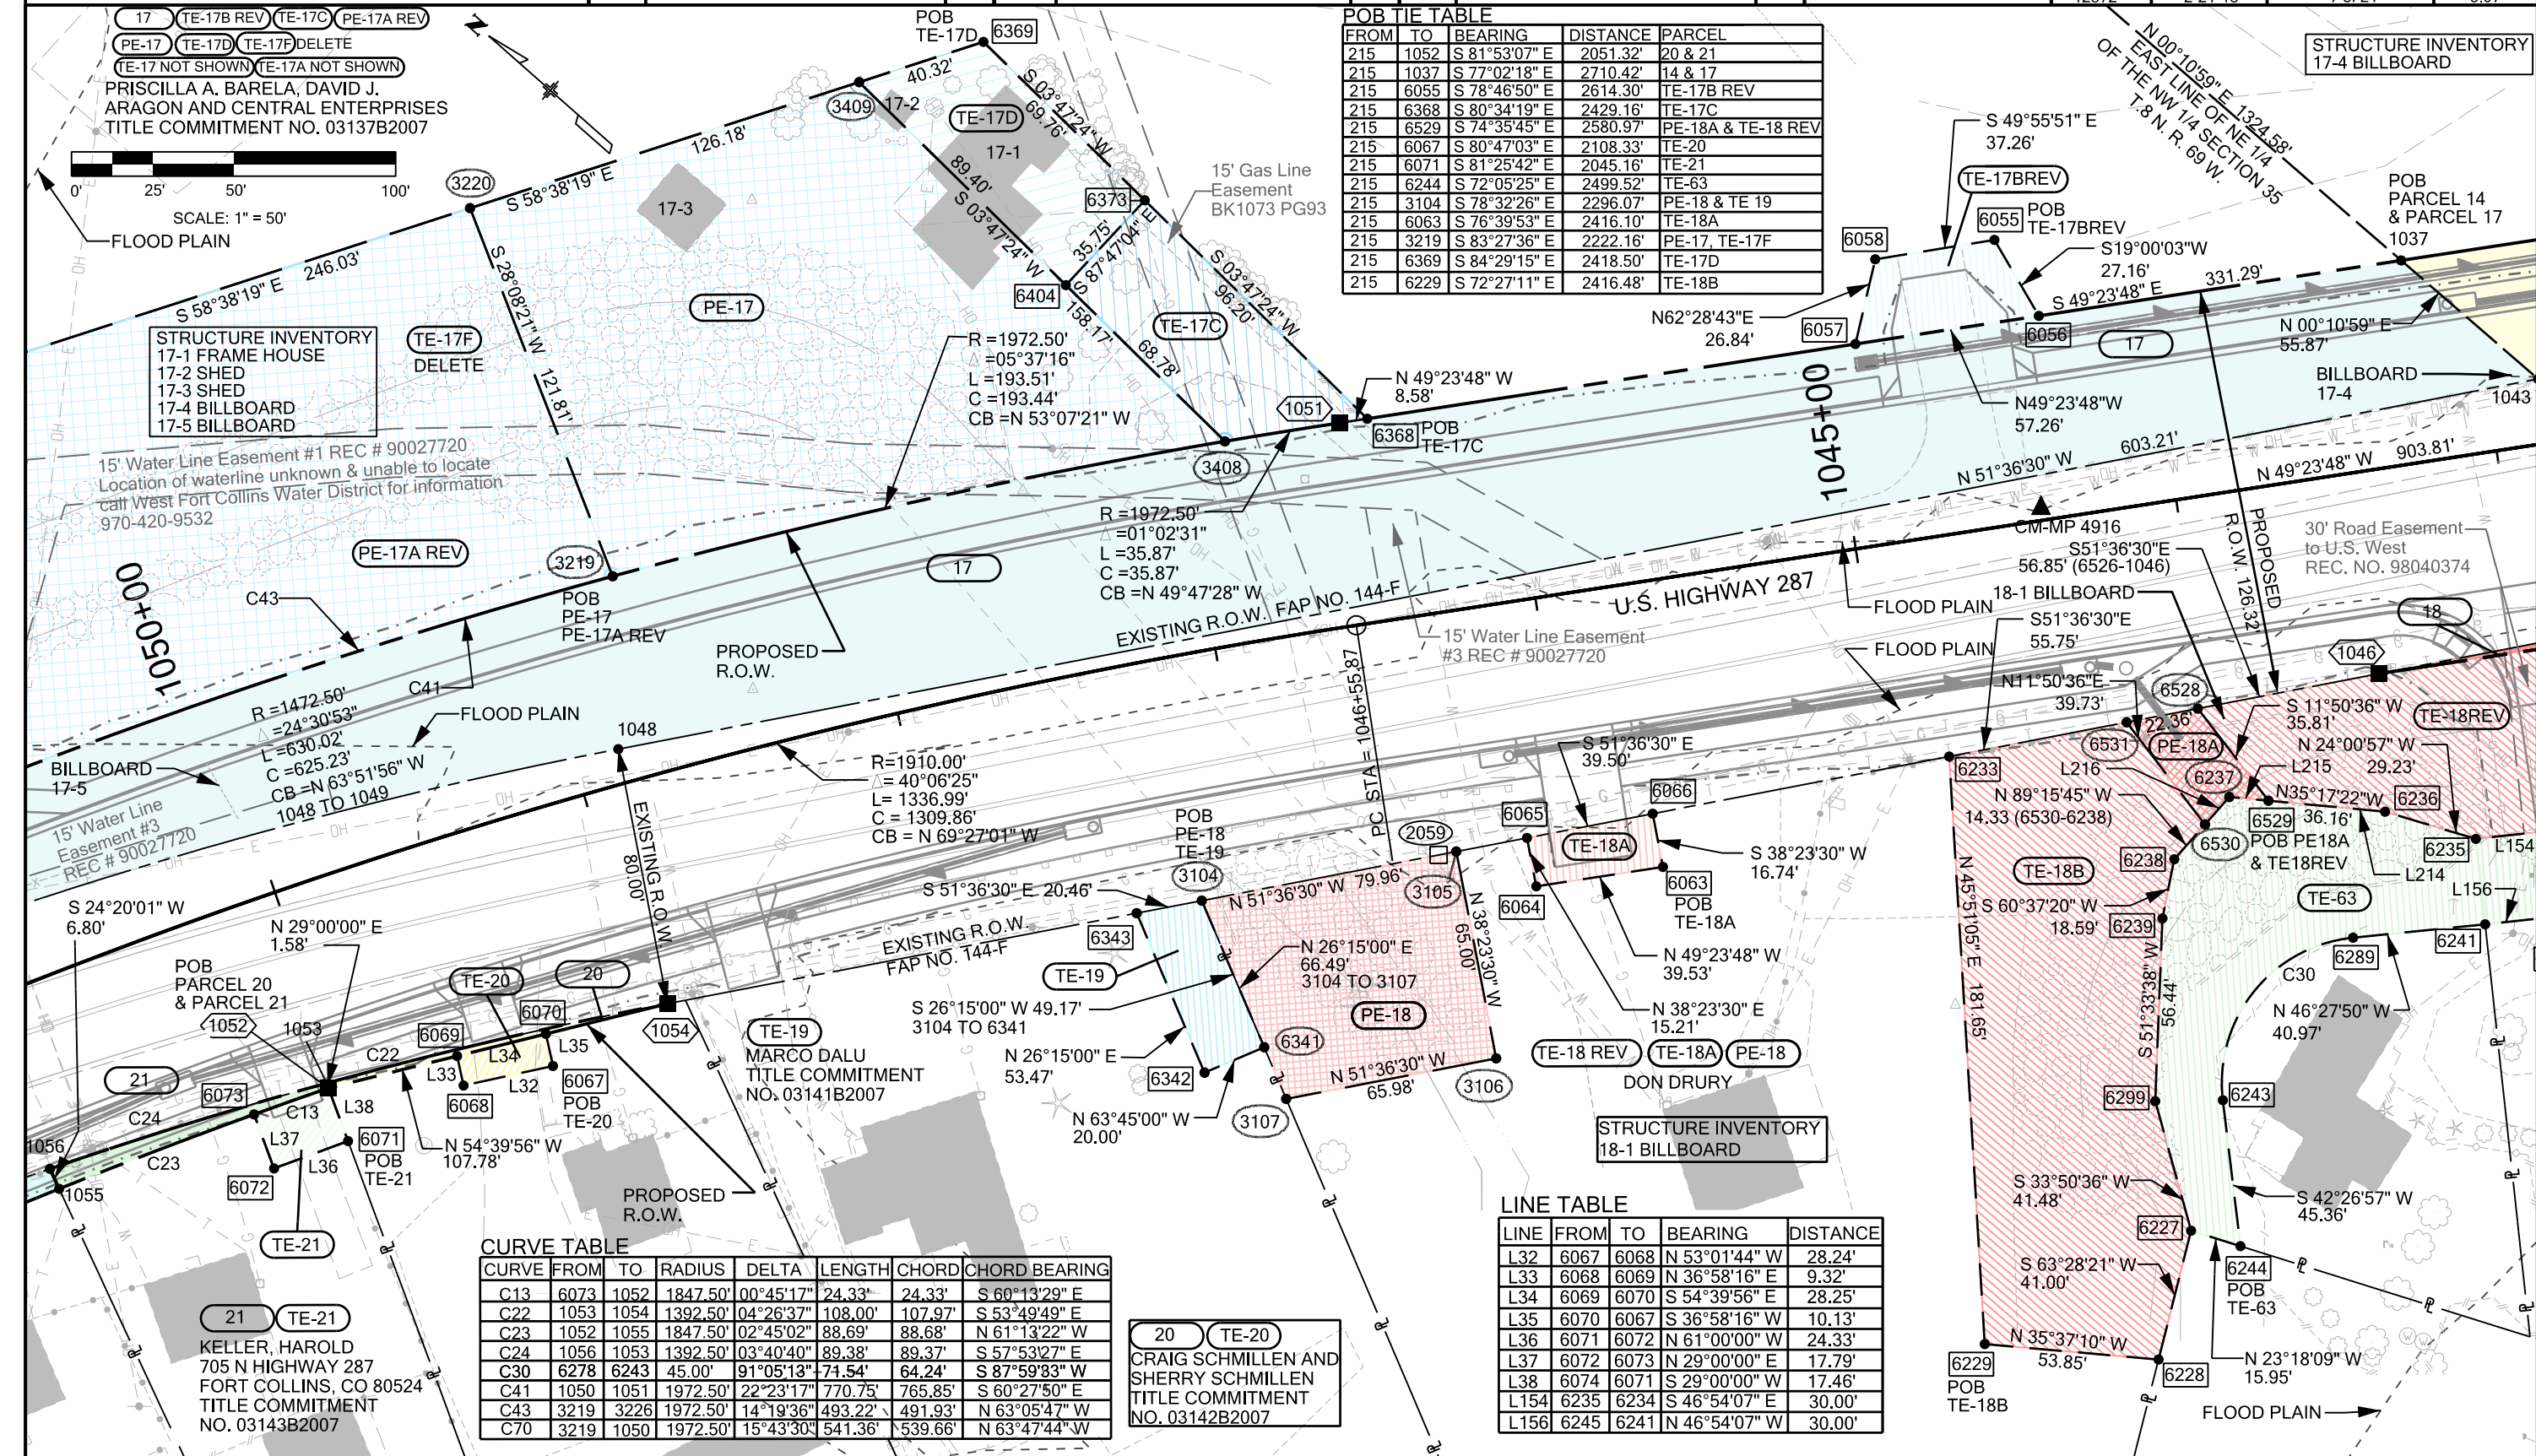 17 TE-17B REV TE-17C PE-17A REV
PE-17 TE-17D TE-17F DELETE
TE-17 NOT SHOWN TE-17A NOT SHOWN
PRISCILLA A. BARELA, DAVID J.
ARAGON AND CENTRAL ENTERPRISES
TITLE COMMITMENT NO. 03137B2007
0' 25' 50' 100'
SCALE: 1" = 50'
FLOOD PLAIN
N
POB
TE-17D
6369
40.32'
3409
17-2
TE-17D
S 03°47'24" W
69.76'
126.18'
S 58°38'19" E
3220
17-3
17-1
89.40'
S 03°47'24" W
6373
35.75'
S 87°47'04" E
6404
158.17'
68.78'
15' Gas Line
Easement
BK1073 PG93
S 03°47'24" W
96.20'
TE-17C
246.03'
S 58°38'19" E
S 28°08'21" W
121.81'
PE-17
TE-17F
DELETE
STRUCTURE INVENTORY
17-1 FRAME HOUSE
17-2 SHED
17-3 SHED
17-4 BILLBOARD
17-5 BILLBOARD
R =1972.50'
△ =05°37'16"
L =193.51'
C =193.44'
CB =N 53°07'21" W
15' Water Line Easement #1 REC # 90027720
Location of waterline unknown & unable to locate
call West Fort Collins Water District for information
970-420-9532
PE-17A REV
3219
1050+00
C43
POB
PE-17
PE-17A REV
C41
POB TIE TABLE
FROM TO BEARING DISTANCE PARCEL
215 1052 S 81°53'07" E 2051.32' 20 & 21
215 1037 S 77°02'18" E 2710.42' 14 & 17
215 6055 S 78°46'50" E 2614.30' TE-17B REV
215 6368 S 80°34'19" E 2429.16' TE-17C
215 6529 S 74°35'45" E 2580.97' PE-18A & TE-18 REV
215 6067 S 80°47'03" E 2108.33' TE-20
215 6071 S 81°25'42" E 2045.16' TE-21
215 6244 S 72°05'25" E 2499.52' TE-63
215 3104 S 78°32'26" E 2296.07' PE-18 & TE 19
215 6063 S 76°39'53" E 2416.10' TE-18A
215 3219 S 83°27'36" E 2222.16' PE-17, TE-17F
215 6369 S 84°29'15" E 2418.50' TE-17D
215 6229 S 72°27'11" E 2416.48' TE-18B
N 00°10'59" E 1324.58'
EAST LINE OF NE 1/4
OF THE NW 1/4 SECTION 35
T.8 N. R. 69 W.
STRUCTURE INVENTORY
17-4 BILLBOARD
S 49°55'51" E
37.26'
TE-17BREV
6055 POB
TE-17BREV
6058
S19°00'03"W
27.16'
POB
PARCEL 14
& PARCEL 17
1037
S 49°23'48" E 331.29'
N62°28'43"E
26.84'
6057
6056
17
N 00°10'59" E
55.87'
BILLBOARD
17-4
1043
N49°23'48"W
57.26'
1045+00
N 49°23'48" W
8.58'
1051
6368 POB
TE-17C
3408
R =1972.50'
△ =01°02'31"
L =35.87'
C =35.87'
CB =N 49°47'28" W
17
PROPOSED
R.O.W.
N 51°36'30" W 603.21'
N 49°23'48" W 903.81'
CM-MP 4916
S51°36'30"E
56.85' (6526-1046)
PROPOSED
R.O.W. 126.32'
30' Road Easement
to U.S. West
REC. NO. 98040374
EXISTING R.O.W. FAP NO. 144-F
U.S. HIGHWAY 287
FLOOD PLAIN
15' Water Line Easement
#3 REC # 90027720
FLOOD PLAIN
18-1 BILLBOARD
S51°36'30"E
55.75'
18
1046
N11°50'36"E
39.73'
6528
22.36'
S 11°50'36" W
35.81'
TE-18REV
6531
PE-18A
N 24°00'57" W
29.23'
L216
6237
L215
6233
N 89°15'45" W
14.33 (6530-6238)
N35°17'22"W
36.16'
6236
6529
POB PE18A
& TE18REV
6530
6238
6235
L154
L214
TE-18B
L156
S 60°37'20" W
18.59'
6239
TE-63
6241
6289
C30
N 46°27'50" W
40.97'
N45°51'05" E 181.65'
S 51°33'38" W
56.44'
6299
6243
S 33°50'36" W
41.48'
S 42°26'57" W
45.36'
6227
6244
POB
TE-63
S 63°28'21" W
41.00'
N 35°37'10" W
53.85'
6229
POB
TE-18B
6228
N 23°18'09" W
15.95'
FLOOD PLAIN
R =1472.50'
△ =24°30'53"
L =630.02'
C =625.23'
CB =N 63°51'56" W
1048 TO 1049
FLOOD PLAIN
BILLBOARD
17-5
15' Water Line
Easement #3
REC # 90027720
1048
EXISTING R.O.W.
80.00'
R=1910.00'
△= 40°06'25"
L= 1336.99'
C = 1309.86'
CB = N 69°27'01" W
PC STA = 1046+55.87
S 51°36'30" E
39.50'
POB
PE-18
TE-19
3104
2059
6065
6066
TE-18A
S 38°23'30" W
16.74'
S 51°36'30" E 20.46'
N 51°36'30" W 79.96'
3105
6064
6063
POB
TE-18A
EXISTING R.O.W.
FAP NO. 144-F
6343
N 26°15'00" E
66.49'
3104 TO 3107
N 38°23'30" W
65.00'
N 49°23'48" W
39.53'
TE-19
S 26°15'00" W 49.17'
3104 TO 6341
PE-18
N 38°23'30" E
15.21'
6341
N 26°15'00" E
53.47'
6342
N 51°36'30" W
65.98'
3106
N 63°45'00" W
20.00'
3107
TE-18 REV TE-18A PE-18
DON DRURY
STRUCTURE INVENTORY
18-1 BILLBOARD
S 24°20'01" W
6.80'
N 29°00'00" E
1.58'
POB
PARCEL 20
& PARCEL 21
1052
1053
TE-20
20
6069
6070
1054
TE-19
MARCO DALU
TITLE COMMITMENT
NO. 03141B2007
C22
L34
L35
L33
L32
21
6073
C24
C13
L38
6068
6067
POB
TE-20
L37
6071
POB
TE-21
1056
C23
L36
N 54°39'56" W
107.78'
1055
6072
PROPOSED
R.O.W.
TE-21
21 TE-21
KELLER, HAROLD
705 N HIGHWAY 287
FORT COLLINS, CO 80524
TITLE COMMITMENT
NO. 03143B2007
CURVE TABLE
CURVE FROM TO RADIUS DELTA LENGTH CHORD CHORD BEARING
C13 6073 1052 1847.50' 00°45'17" 24.33' 24.33' S 60°13'29" E
C22 1053 1054 1392.50' 04°26'37" 108.00' 107.97' S 53°49'49" E
C23 1052 1055 1847.50' 02°45'02" 88.69' 88.68' N 61°13'22" W
C24 1056 1053 1392.50' 03°40'40" 89.38' 89.37' S 57°53'27" E
C30 6278 6243 45.00' 91°05'13" 71.54' 64.24' S 87°59'33" W
C41 1050 1051 1972.50' 22°23'17" 770.75' 765.85' S 60°27'50" E
C43 3219 3226 1972.50' 14°19'36" 493.22' 491.93' N 63°05'47" W
C70 3219 1050 1972.50' 15°43'30" 541.36' 539.66' N 63°47'44" W
20 TE-20
CRAIG SCHMILLEN AND
SHERRY SCHMILLEN
TITLE COMMITMENT
NO. 03142B2007
LINE TABLE
LINE FROM TO BEARING DISTANCE
L32 6067 6068 N 53°01'44" W 28.24'
L33 6068 6069 N 36°58'16" E 9.32'
L34 6069 6070 S 54°39'56" E 28.25'
L35 6070 6067 S 36°58'16" W 10.13'
L36 6071 6072 N 61°00'00" W 24.33'
L37 6072 6073 N 29°00'00" E 17.79'
L38 6074 6071 S 29°00'00" W 17.46'
L154 6235 6234 S 46°54'07" E 30.00'
L156 6245 6241 N 46°54'07" W 30.00'